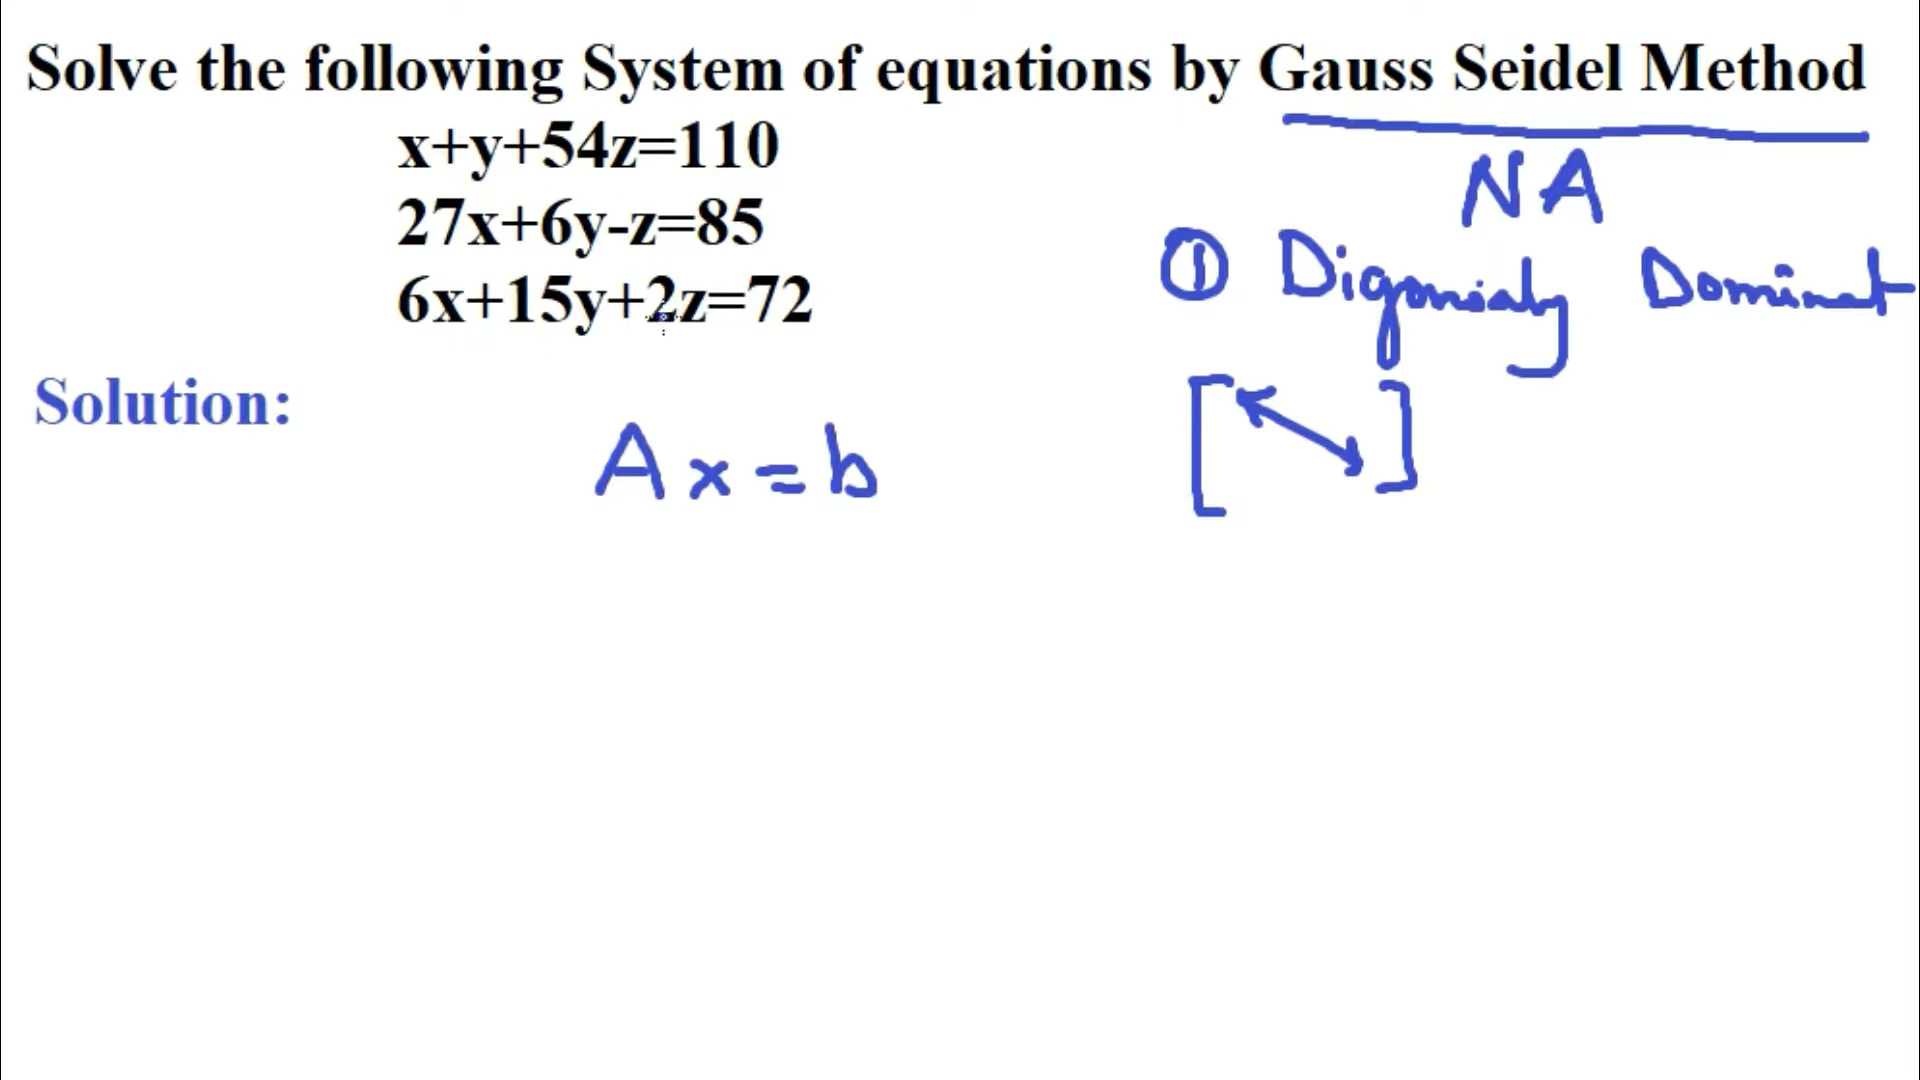 Solve the following System of equations by Gauss Seidel Method
x+y+54z=110
NA
27x+6y-z=85
① Digonialy Dominat
6x+15y+2z=72
Solution:
Ax=b
[ ]